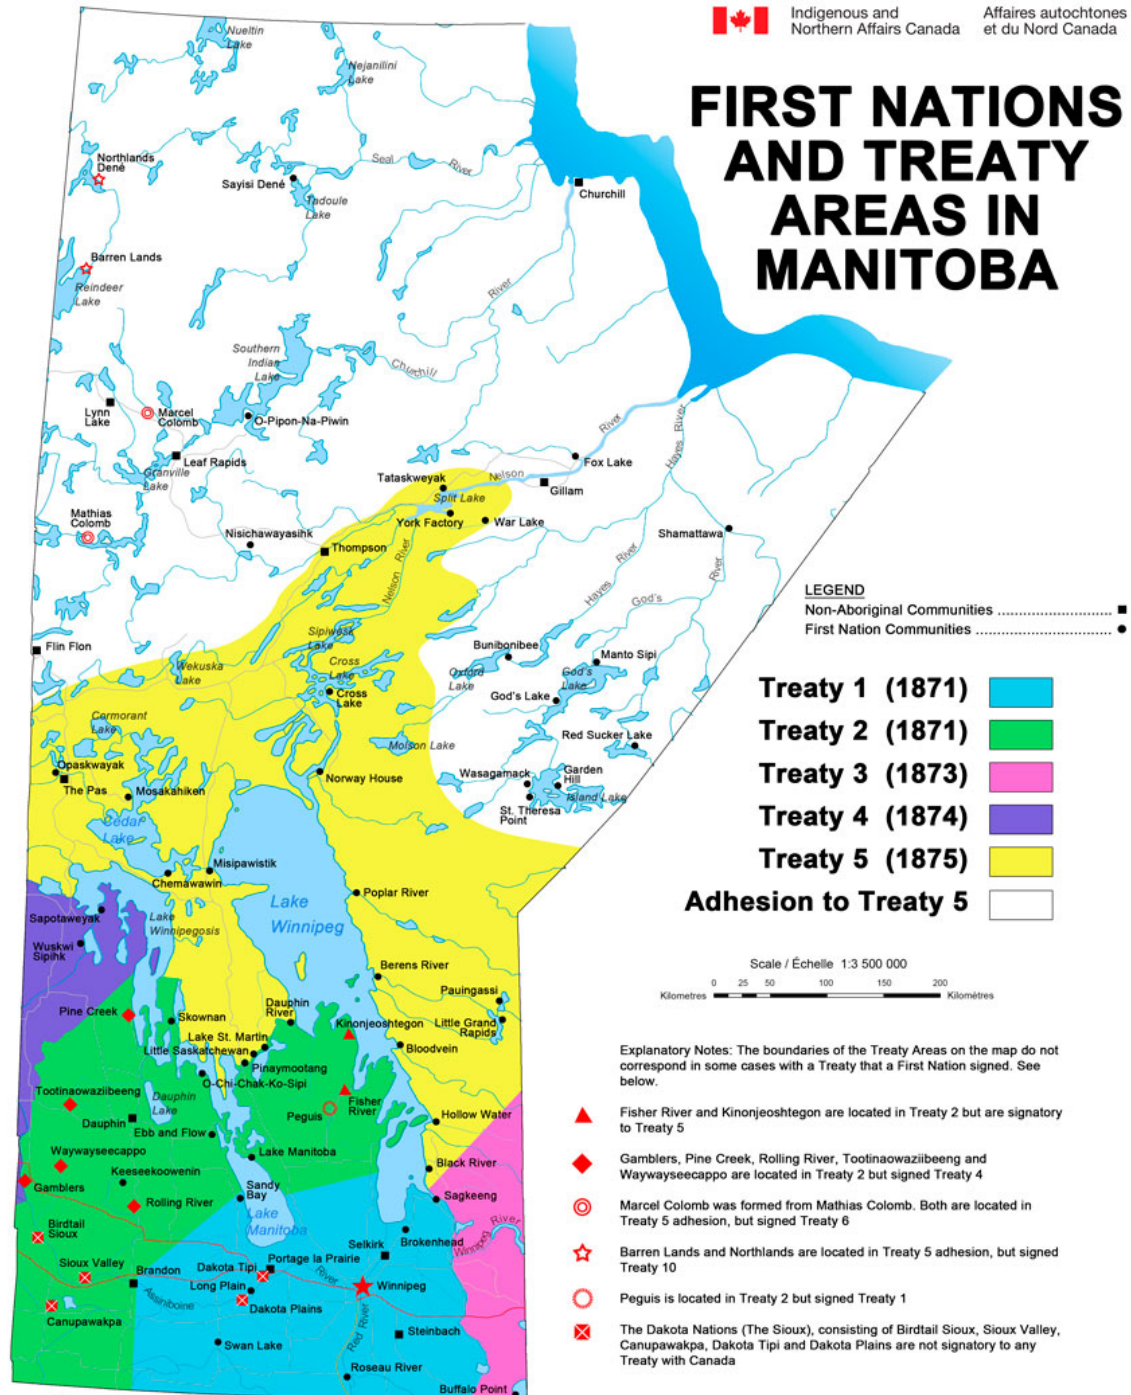 Indigenous and
Northern Affairs Canada
Affaires autochtones
et du Nord Canada
FIRST NATIONS
AND TREATY
AREAS IN
MANITOBA
Nueltin
Lake
Nejanilini
Lake
Northlands
Dené
Sayisi Dené
Tadoule
Lake
Seal
River
Churchill
Barren Lands
Reindeer
Lake
River
Churchill
Southern
Indian
Lake
Lynn
Lake
Marcel
Colomb
O-Pipon-Na-Piwin
Leaf Rapids
Granville
Lake
River
Hayes River
Fox Lake
Nelson
Gillam
Tataskweyak
Split Lake
York Factory
War Lake
Mathias
Colomb
Nisichawayasihk
Thompson
Nelson River
Shamattawa
Hayes River
God's
River
Flin Flon
Wekuska
Lake
Sipiwesk
Lake
Cross
Lake
Cross
Lake
Bunibonibee
Oxford
Lake
Manto Sipi
God's
Lake
God's Lake
Cormorant
Lake
Molson Lake
Red Sucker Lake
Opaskwayak
The Pas
Mosakahiken
Norway House
Wasagamack
Garden
Hill
Island Lake
St. Theresa
Point
Cedar
Lake
Misipawistik
Chemawawin
Poplar River
Lake
Winnipeg
Sapotaweyak
Lake
Winnipegosis
Wuskwi
Sipihk
Berens River
Pauingassi
Little Grand
Rapids
Pine Creek
Skownan
Dauphin
River
Kinonjeoshtegon
Lake St. Martin
Little Saskatchewan
Pinaymootang
Bloodvein
O-Chi-Chak-Ko-Sipi
Tootinaowaziibeeng
Dauphin
Lake
Fisher
River
Peguis
Dauphin
Ebb and Flow
Hollow Water
Waywayseecappo
Lake Manitoba
Black River
Keeseekoowenin
Gamblers
Rolling River
Sandy
Bay
Lake
Manitoba
Sagkeeng
Birdtail
Sioux
Brokenhead
Winnipeg River
Selkirk
Sioux Valley
Portage la Prairie
Dakota Tipi
River
Brandon
Long Plain
Winnipeg
Assiniboine
Dakota Plains
Canupawakpa
Red River
Steinbach
Swan Lake
Roseau River
Buffalo Point
LEGEND
Non-Aboriginal Communities
First Nation Communities
Treaty 1 (1871)
Treaty 2 (1871)
Treaty 3 (1873)
Treaty 4 (1874)
Treaty 5 (1875)
Adhesion to Treaty 5
Scale / Échelle 1:3 500 000
Kilometres 0 25 50 100 150 200 Kilomètres
Explanatory Notes: The boundaries of the Treaty Areas on the map do not
correspond in some cases with a Treaty that a First Nation signed. See
below.
Fisher River and Kinonjeoshtegon are located in Treaty 2 but are signatory
to Treaty 5
Gamblers, Pine Creek, Rolling River, Tootinaowaziibeeng and
Waywayseecappo are located in Treaty 2 but signed Treaty 4
Marcel Colomb was formed from Mathias Colomb. Both are located in
Treaty 5 adhesion, but signed Treaty 6
Barren Lands and Northlands are located in Treaty 5 adhesion, but signed
Treaty 10
Peguis is located in Treaty 2 but signed Treaty 1
The Dakota Nations (The Sioux), consisting of Birdtail Sioux, Sioux Valley,
Canupawakpa, Dakota Tipi and Dakota Plains are not signatory to any
Treaty with Canada